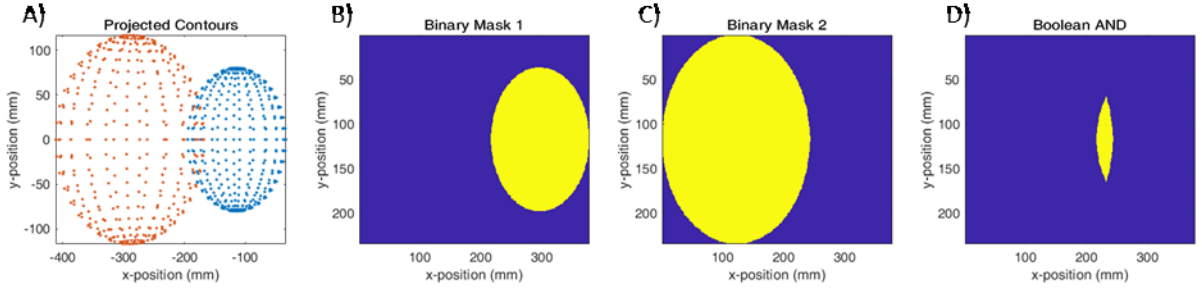 A) Projected Contours
y-position (mm)
100
50
0
-50
-100
-400 -300 -200 -100
x-position (mm)
B) Binary Mask 1
y-position (mm)
50
100
150
200
100 200 300
x-position (mm)
C) Binary Mask 2
y-position (mm)
50
100
150
200
100 200 300
x-position (mm)
D) Boolean AND
y-position (mm)
50
100
150
200
100 200 300
x-position (mm)